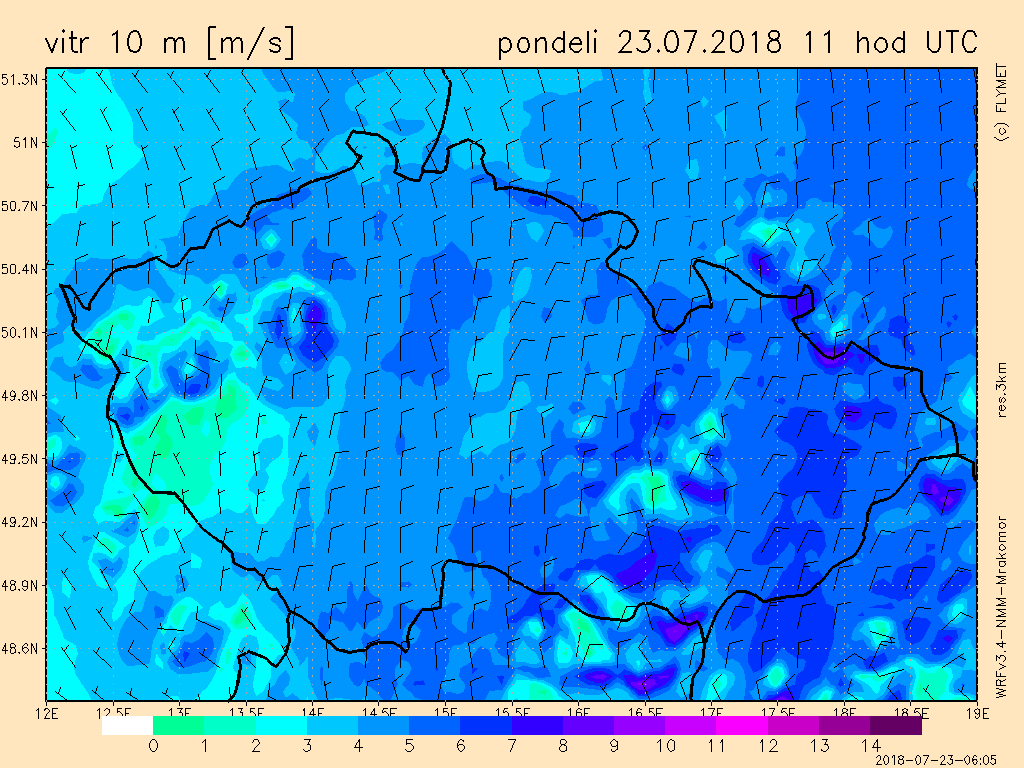 vitr 10 m [m/s]
pondeli 23.07.2018 11 hod UTC
51.3N
51N
50.7N
50.4N
50.1N
49.8N
49.5N
49.2N
48.9N
48.6N
12E 12.5E 13E 13.5E 14E 14.5E 15E 15.5E 16E 16.5E 17E 17.5E 18E 18.5E 19E
0 1 2 3 4 5 6 7 8 9 10 11 12 13 14
(c) FLYMET
res.3km
WRFv3.4-NMM-Mrakomor
2018-07-23-06:05